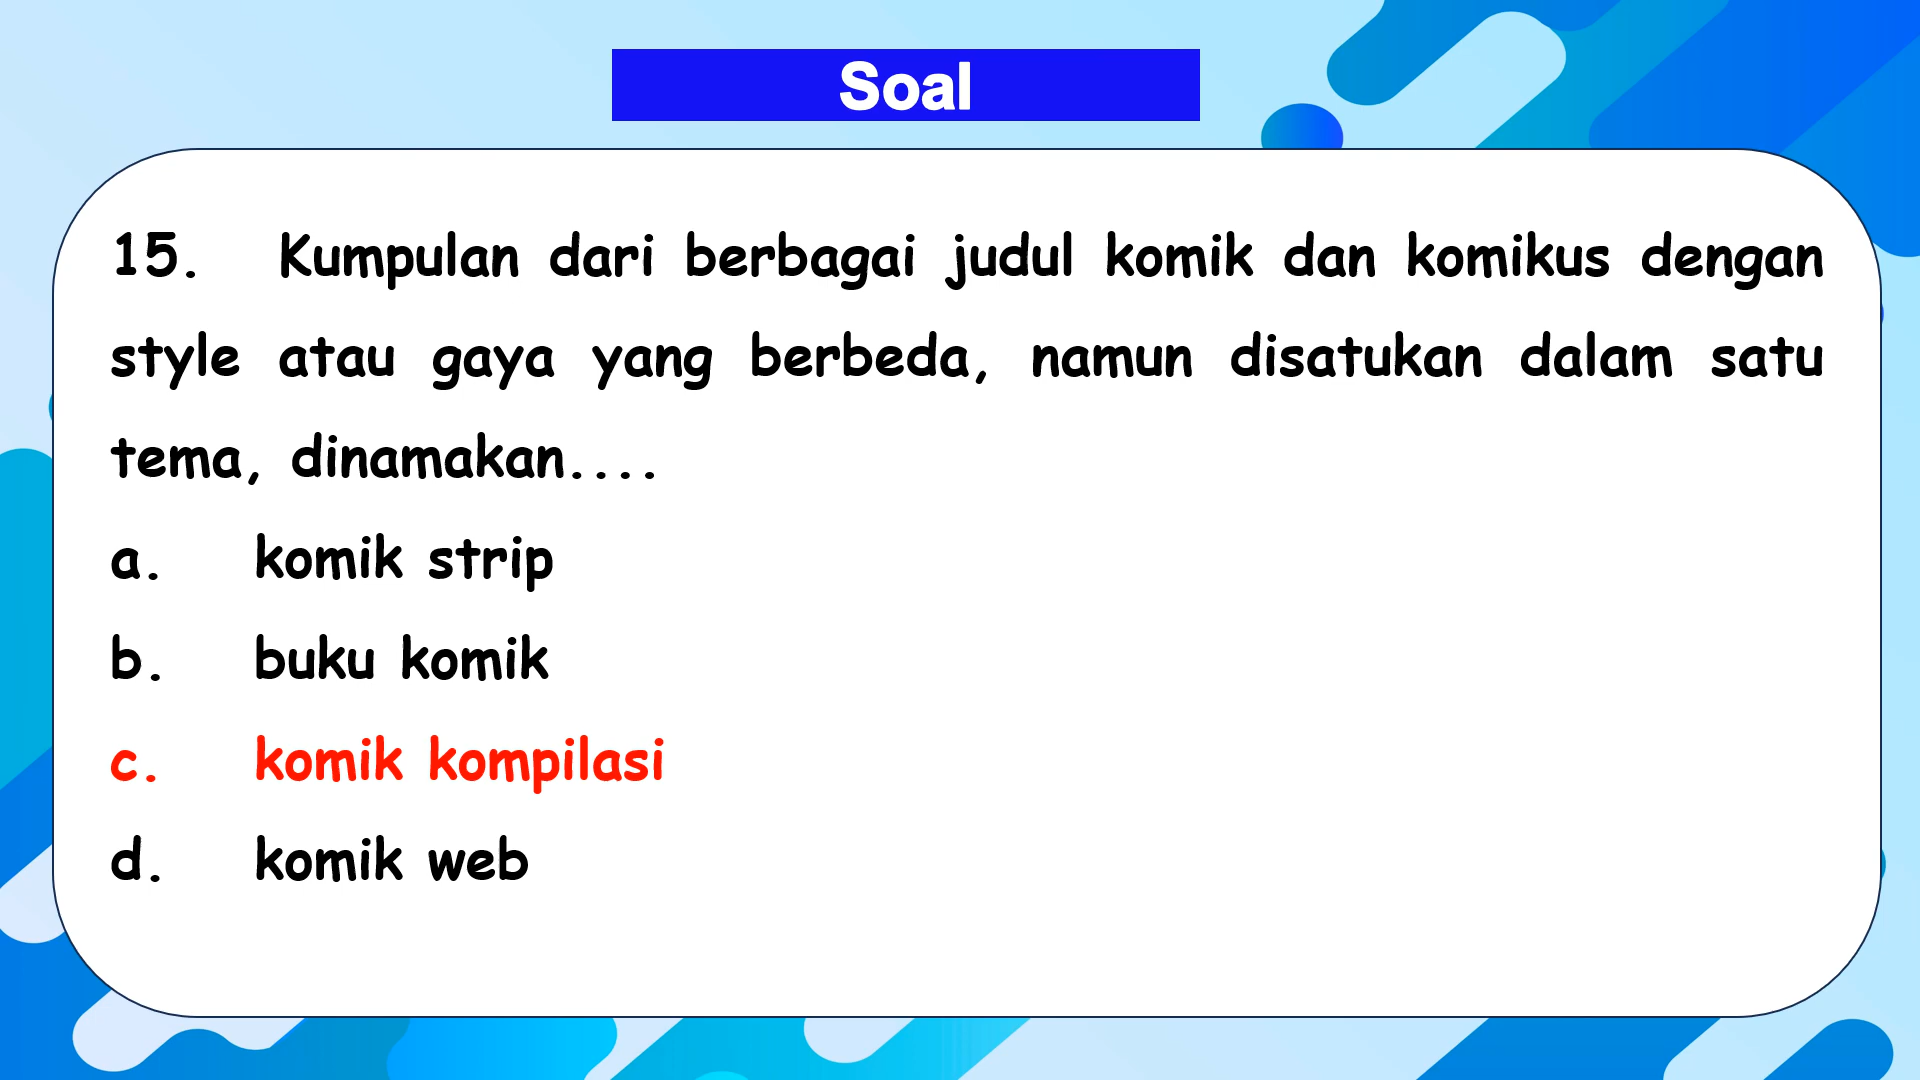 Soal
15. Kumpulan dari berbagai judul komik dan komikus dengan
style atau gaya yang berbeda, namun disatukan dalam satu
tema, dinamakan....
a. komik strip
b. buku komik
c. komik kompilasi
d. komik web